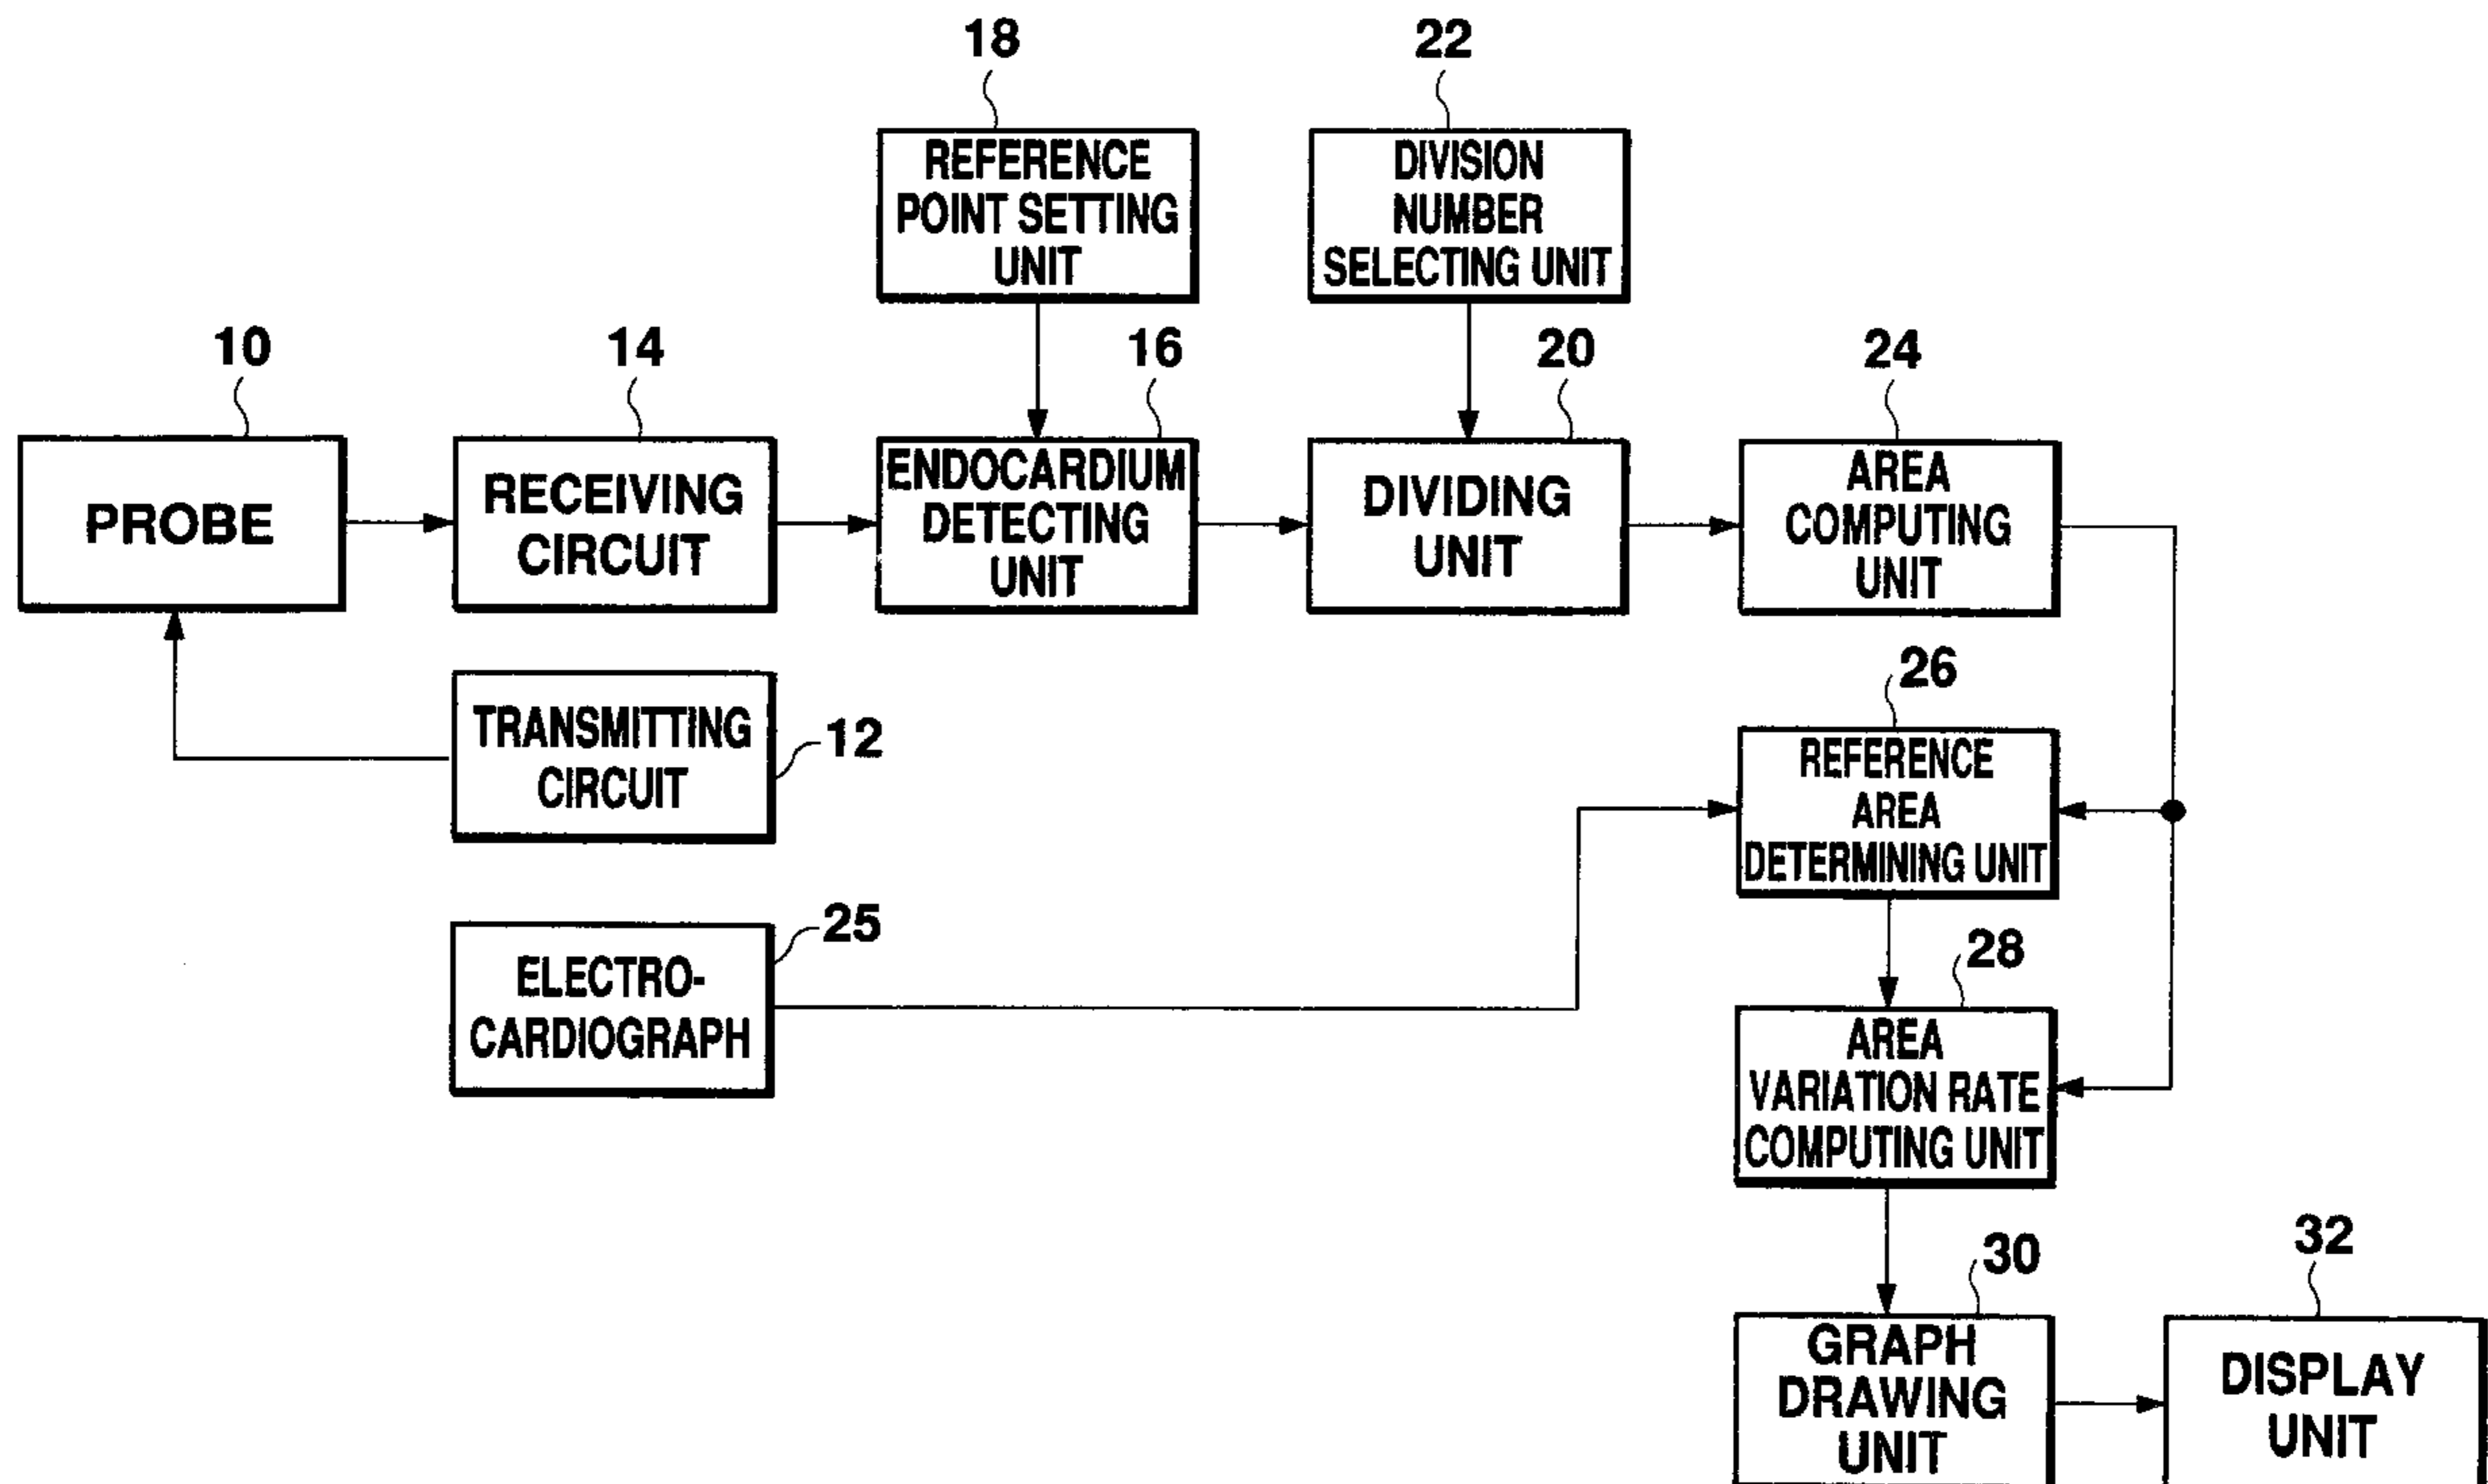 18
22
REFERENCE
POINT SETTING
UNIT
DIVISION
NUMBER
SELECTING UNIT
10
14
16
20
24
PROBE
RECEIVING
CIRCUIT
ENDOCARDIUM
DETECTING
UNIT
DIVIDING
UNIT
AREA
COMPUTING
UNIT
TRANSMITTING
CIRCUIT
12
26
REFERENCE
AREA
DETERMINING UNIT
ELECTRO-
CARDIOGRAPH
25
28
AREA
VARIATION RATE
COMPUTING UNIT
30
32
GRAPH
DRAWING
UNIT
DISPLAY
UNIT